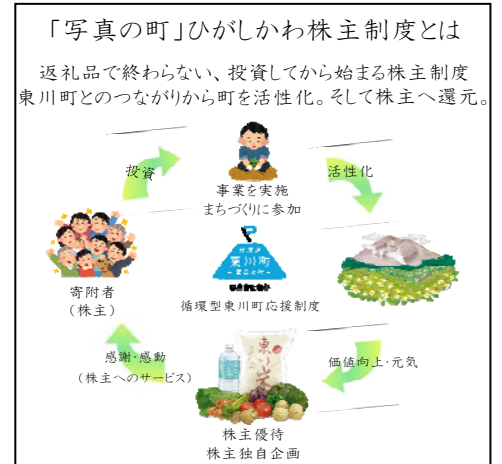 「写真の町」ひがしかわ株主制度とは
返礼品で終わらない、投資してから始まる株主制度
東川町とのつながりから町を活性化。そして株主へ還元。
投資
事業を実施
まちづくりに参加
活性化
寄附者
（株主）
東川町
循環型東川町応援制度
感謝・感動
（株主へのサービス）
価値向上・元気
東川米
株主優待
株主独自企画